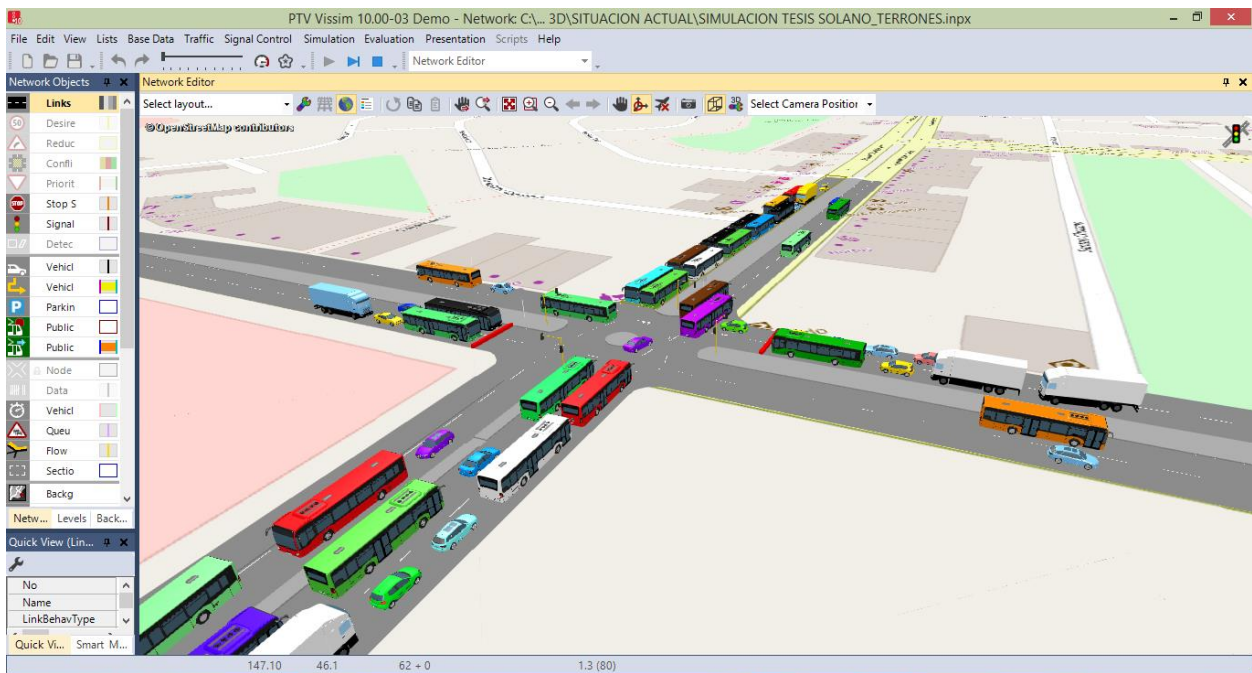 PTV Vissim 10.00-03 Demo - Network: C:\... 3D\SITUACION ACTUAL\SIMULACION TESIS SOLANO_TERRONES.inpx
File Edit View Lists Base Data Traffic Signal Control Simulation Evaluation Presentation Scripts Help
Network Editor
Network Objects
Network Editor
Links
Select layout...
Select Camera Positior
50
Desire
© OpenStreetMap contributors
Reduc
Confli
Priorit
STOP
Stop S
Signal
Detec
Vehicl
Vehicl
P
Parkin
Public
Public
Node
Data
Vehicl
Queu
Flow
Sectio
Backg
Netw... Levels Back...
Quick View (Lin...
No
Name
LinkBehavType
Quick Vi... Smart M...
147.10 46.1 62 + 0 1.3 (80)